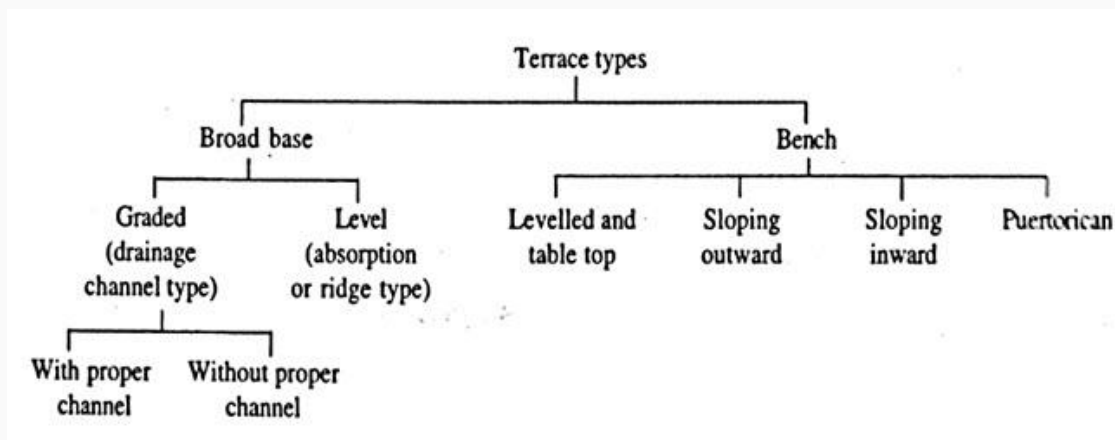 Terrace types
Broad base
Bench
Graded
(drainage
channel type)
Level
(absorption
or ridge type)
Levelled and
table top
Sloping
outward
Sloping
inward
Puertorican
With proper
channel
Without proper
channel